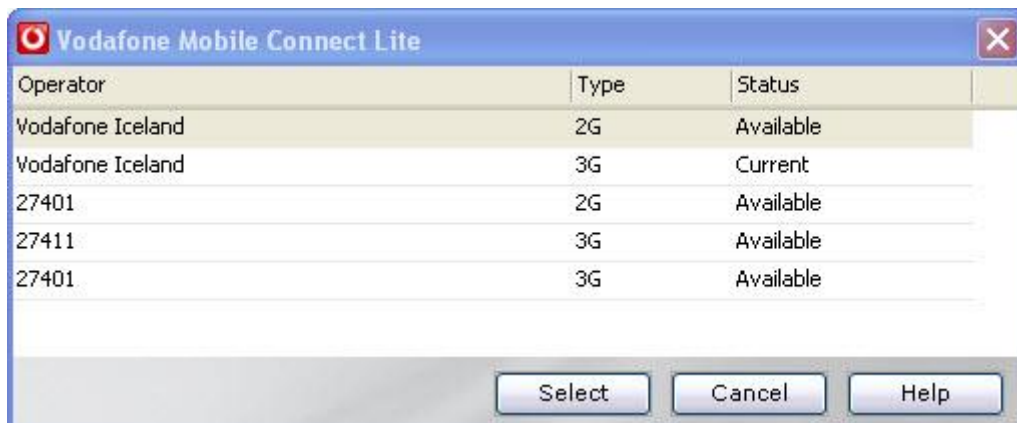 Vodafone Mobile Connect Lite
Operator Type Status
Vodafone Iceland 2G Available
Vodafone Iceland 3G Current
27401 2G Available
27411 3G Available
27401 3G Available
Select Cancel Help